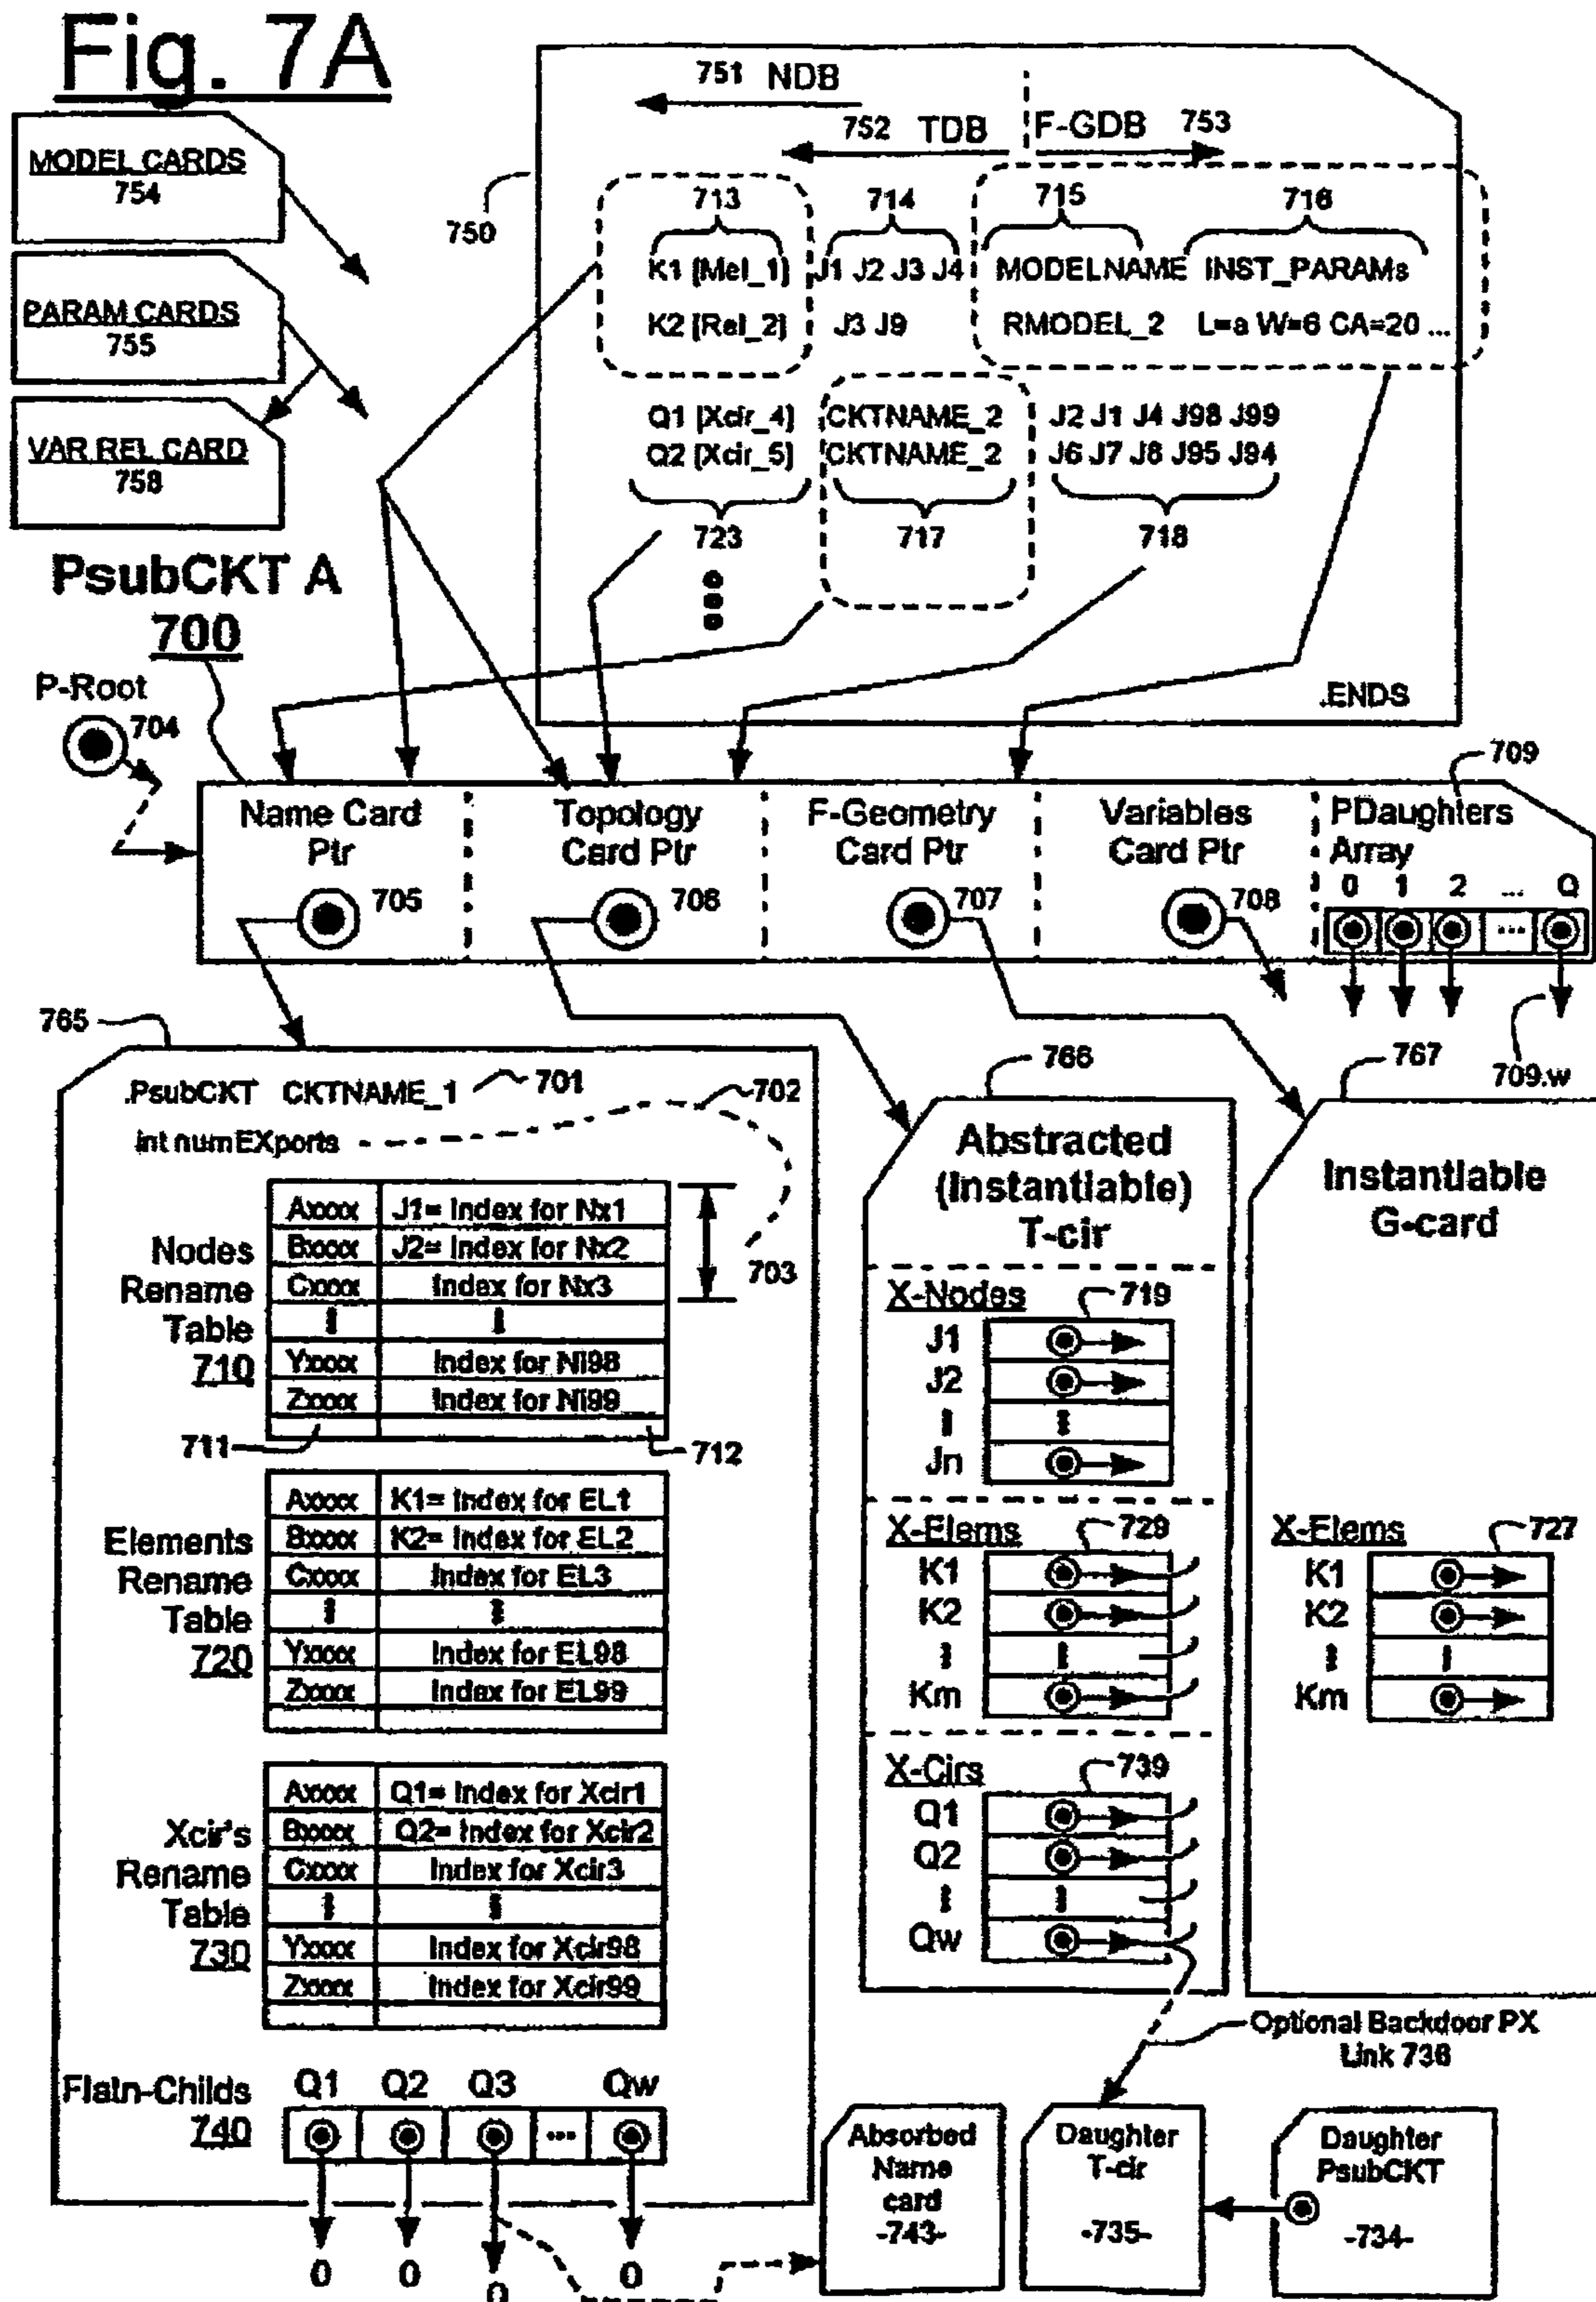 Fig. 7A
751 NDB
752 TDB
F-GDB 753
MODEL CARDS
754
PARAM CARDS
755
VAR REL CARD
758
750
713 714 715 716
K1 [Mel_1] J1 J2 J3 J4 MODELNAME INST_PARAMs
K2 [Rel_2] J3 J9 RMODEL_2 L=a W=6 CA=20 ...
Q1 [Xcir_4] CKTNAME_2 J2 J1 J4 J98 J99
Q2 [Xcir_5] CKTNAME_2 J6 J7 J8 J95 J94
723 717 718
.ENDS
PsubCKT A
700
P-Root
704
709
Name Card
Ptr
705
Topology
Card Ptr
706
F-Geometry
Card Ptr
707
Variables
Card Ptr
708
PDaughters
Array
0 1 2 ... Q
709.w
765
.PsubCKT CKTNAME_1 701
702
int numEXports
703
Nodes
Rename
Table
710
Axxxx J1= Index for Nx1
Bxxxx J2= Index for Nx2
Cxxxx Index for Nx3
Yxxxx Index for Ni98
Zxxxx Index for Ni99
711 712
Elements
Rename
Table
720
Axxxx K1= Index for EL1
Bxxxx K2= Index for EL2
Cxxxx Index for EL3
Yxxxx Index for EL98
Zxxxx Index for EL99
Xcir's
Rename
Table
730
Axxxx Q1= Index for Xcir1
Bxxxx Q2= Index for Xcir2
Cxxxx Index for Xcir3
Yxxxx Index for Xcir98
Zxxxx Index for Xcir99
Flatn-Childs
740
Q1 Q2 Q3 Qw
...
0 0 0 0
766
Abstracted
(Instantiable)
T-cir
X-Nodes
719
J1
J2
Jn
X-Elems
729
K1
K2
Km
X-Cirs
739
Q1
Q2
Qw
767
Instantiable
G-card
X-Elems
727
K1
K2
Km
Optional Backdoor PX
Link 736
Absorbed
Name
card
-743-
Daughter
T-cir
-735-
Daughter
PsubCKT
-734-